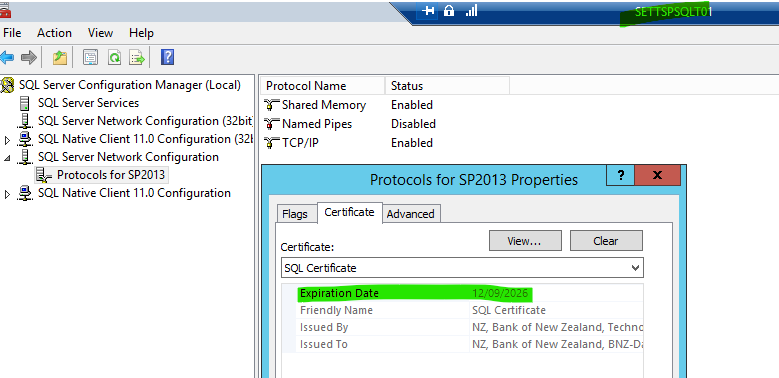 SETTSPSQLT01
File Action View Help
SQL Server Configuration Manager (Local)
SQL Server Services
SQL Server Network Configuration (32bit
SQL Native Client 11.0 Configuration (32b
SQL Server Network Configuration
Protocols for SP2013
SQL Native Client 11.0 Configuration
Protocol Name Status
Shared Memory Enabled
Named Pipes Disabled
TCP/IP Enabled
Protocols for SP2013 Properties ? x
Flags Certificate Advanced
View... Clear
Certificate:
SQL Certificate
Expiration Date 12/09/2026
Friendly Name SQL Certificate
Issued By NZ, Bank of New Zealand, Techno
Issued To NZ, Bank of New Zealand, BNZ-Da